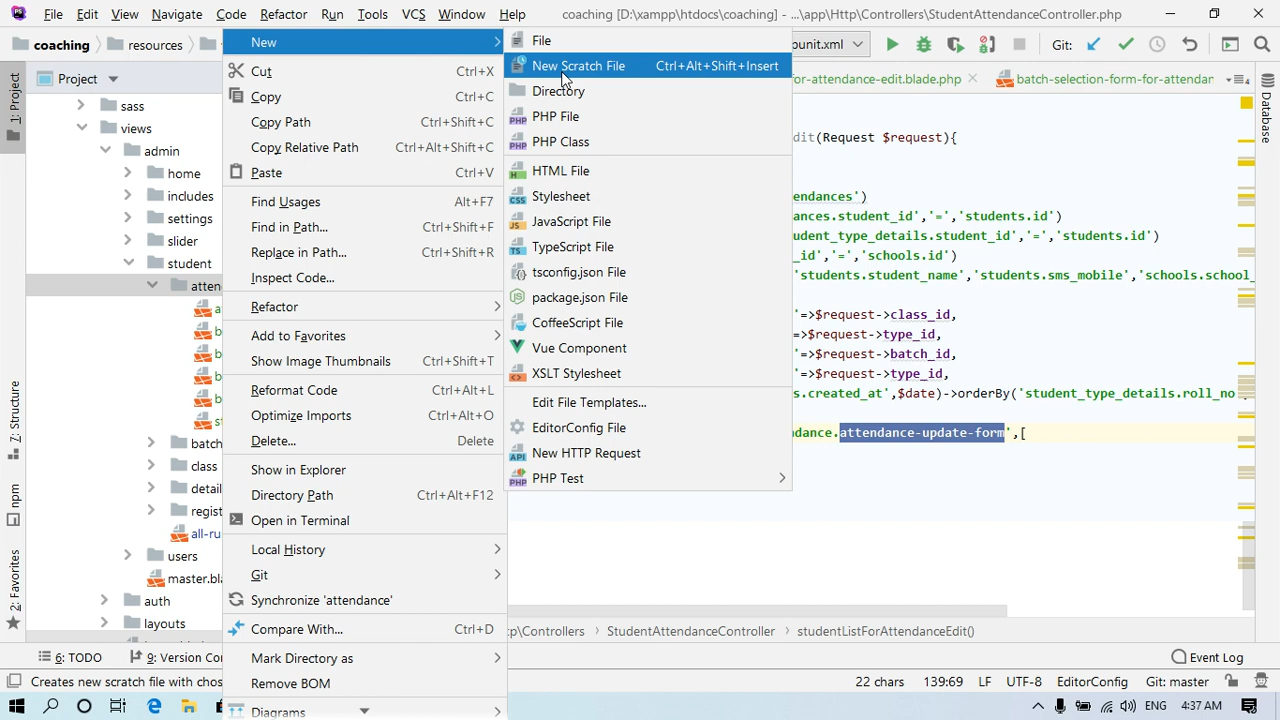 File Edit View Navigate Code Refactor Run Tools VCS Window Help coaching [D:\xampp\htdocs\coaching] - ...\app\Http\Controllers\StudentAttendanceController.php
coaching resources New File punit.xml Git:
1: Project Project Cut Ctrl+X New Scratch File Ctrl+Alt+Shift+Insert for-attendance-edit.blade.php batch-selection-form-for-attendan Database
sass Copy Ctrl+C Directory
views Copy Path Ctrl+Shift+C PHP File
admin Copy Relative Path Ctrl+Alt+Shift+C PHP Class dit(Request $request){
home Paste Ctrl+V HTML File
includes Find Usages Alt+F7 Stylesheet endances')
settings Find in Path... Ctrl+Shift+F JavaScript File nces.student_id','=','students.id')
slider Replace in Path... Ctrl+Shift+R TypeScript File udent_type_details.student_id','=','students.id')
student Inspect Code... tsconfig.json File _id','=','schools.id')
atten Refactor package.json File 'students.student_name','students.sms_mobile','schools.school_
a Add to Favorites CoffeeScript File '=>$request->class_id,
b Show Image Thumbnails Ctrl+Shift+T Vue Component '=>$request->type_id,
b Reformat Code Ctrl+Alt+L XSLT Stylesheet '=>$request->batch_id,
b Optimize Imports Ctrl+Alt+O Edit File Templates... '=>$request->type_id,
7: Structure st Delete... Delete EditorConfig File s.created_at',$date)->orderBy('student_type_details.roll_no
batch Show in Explorer New HTTP Request ndance.attendance-update-form',[
class Directory Path Ctrl+Alt+F12 PHP Test
npm detail Open in Terminal
regist Local History
all-ru Git
2: Favorites users Synchronize 'attendance'
master.bla Compare With... Ctrl+D
auth Mark Directory as
layouts Remove BOM tp\Controllers StudentAttendanceController studentListForAttendanceEdit()
6: TODO 9: Version Co Diagrams Event Log
Creates new scratch file with chos 22 chars 139:69 LF UTF-8 EditorConfig Git: master
ENG 4:37 AM